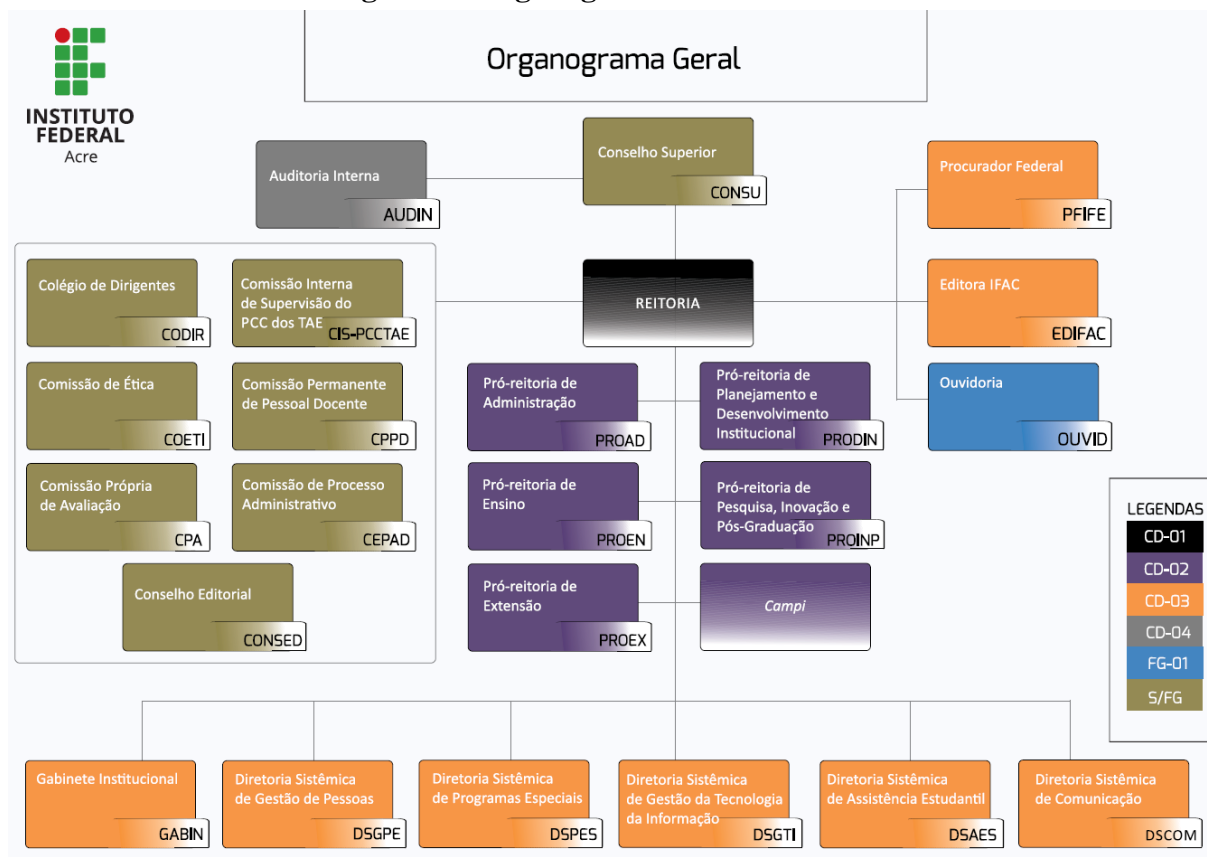 Organograma Geral
INSTITUTO
FEDERAL
Acre
Auditoria Interna
AUDIN
Conselho Superior
CONSU
Procurador Federal
PFIFE
Colégio de Dirigentes
CODIR
Comissão Interna
de Supervisão do
PCC dos TAE
CIS-PCCTAE
REITORIA
Editora IFAC
EDIFAC
Comissão de Ética
COETI
Comissão Permanente
de Pessoal Docente
CPPD
Pró-reitoria de
Administração
PROAD
Pró-reitoria de
Planejamento e
Desenvolvimento
Institucional
PRODIN
Ouvidoria
OUVID
Comissão Própria
de Avaliação
CPA
Comissão de Processo
Administrativo
CEPAD
Pró-reitoria de
Ensino
PROEN
Pró-reitoria de
Pesquisa, Inovação e
Pós-Graduação
PROINP
Conselho Editorial
CONSED
Pró-reitoria de
Extensão
PROEX
Campi
LEGENDAS
CD-01
CD-02
CD-03
CD-04
FG-01
S/FG
Gabinete Institucional
GABIN
Diretoria Sistêmica
de Gestão de Pessoas
DSGPE
Diretoria Sistêmica
de Programas Especiais
DSPES
Diretoria Sistêmica
de Gestão da Tecnologia
da Informação
DSGTI
Diretoria Sistêmica
de Assistência Estudantil
DSAES
Diretoria Sistêmica
de Comunicação
DSCOM